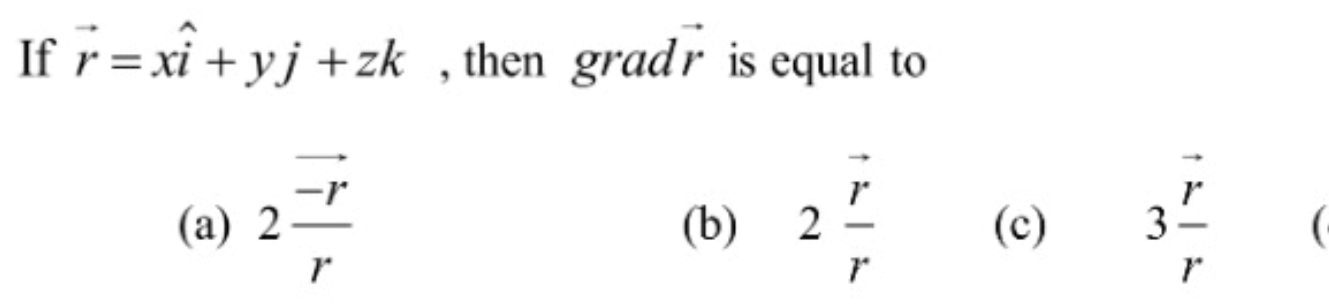 If $\vec{r} = x\hat{i} + yj + zk$ , then $grad\vec{r}$ is equal to
(a) $2\frac{\overrightarrow{-r}}{r}$ (b) $2\frac{\vec{r}}{r}$ (c) $3\frac{\vec{r}}{r}$ (